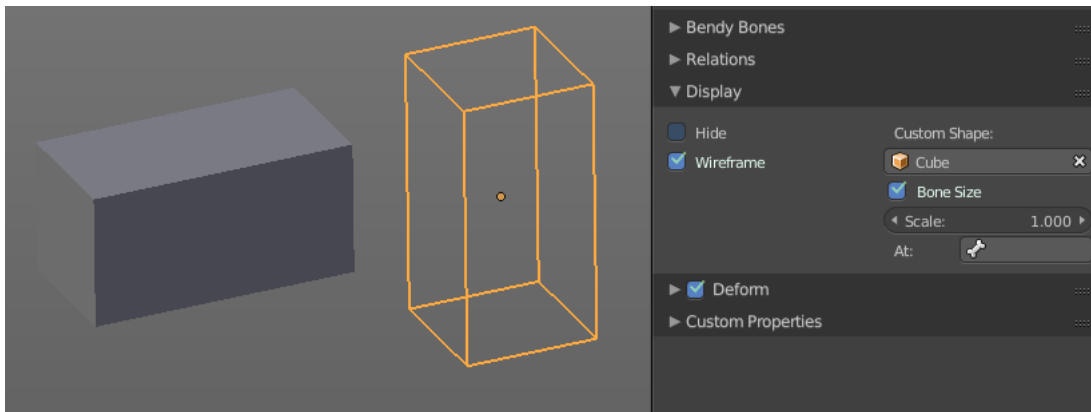 Bendy Bones
Relations
Display
Hide
Custom Shape:
Wireframe
Cube
Bone Size
Scale: 1.000
At:
Deform
Custom Properties